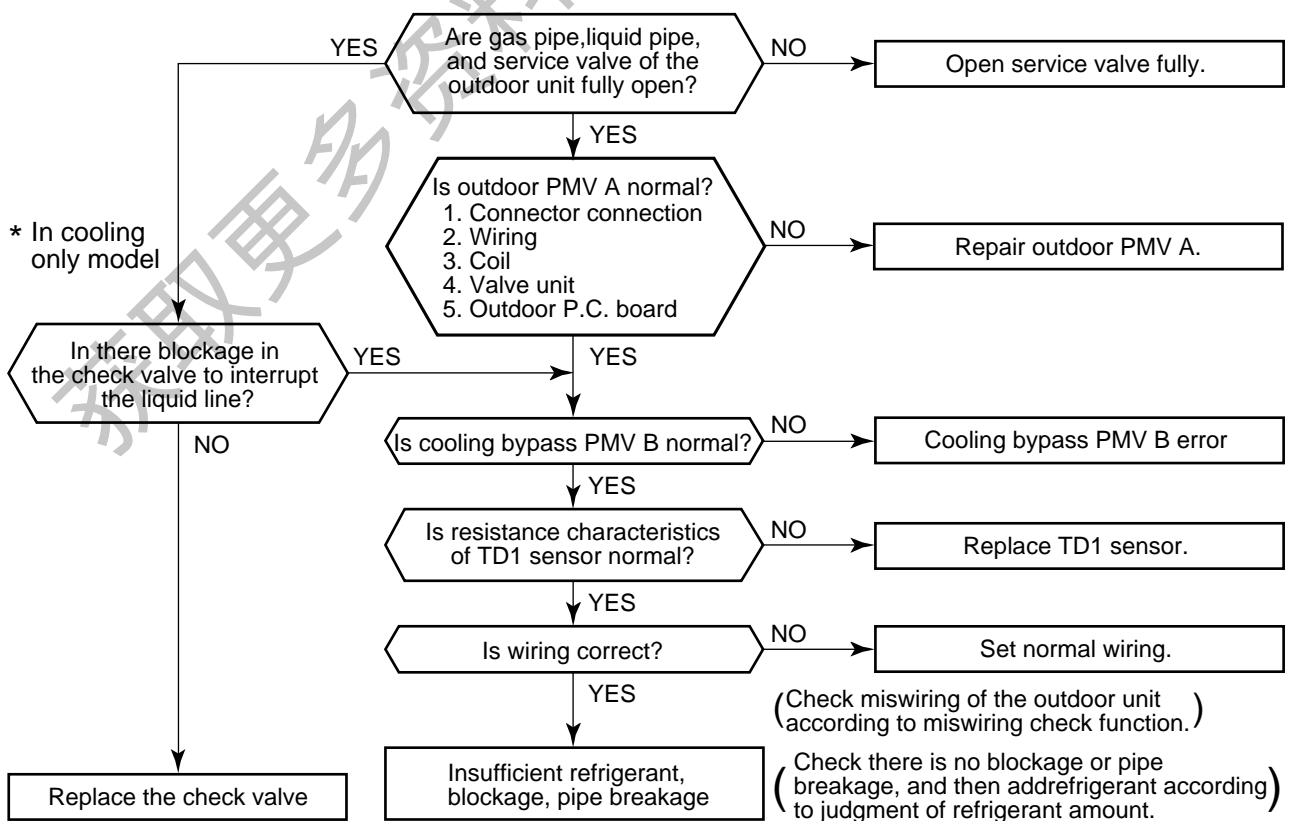 Are gas pipe,liquid pipe,
and service valve of the
outdoor unit fully open?
YES
NO
Open service valve fully.
YES
Is outdoor PMV A normal?
1. Connector connection
2. Wiring
3. Coil
4. Valve unit
5. Outdoor P.C. board
NO
Repair outdoor PMV A.
* In cooling
only model
YES
In there blockage in
the check valve to interrupt
the liquid line?
YES
NO
Is cooling bypass PMV B normal?
NO
Cooling bypass PMV B error
YES
Is resistance characteristics
of TD1 sensor normal?
NO
Replace TD1 sensor.
YES
Is wiring correct?
NO
Set normal wiring.
(Check miswiring of the outdoor unit
according to miswiring check function.)
YES
Insufficient refrigerant,
blockage, pipe breakage
(Check there is no blockage or pipe
breakage, and then addrefrigerant according
to judgment of refrigerant amount.)
Replace the check valve
获取更多资料